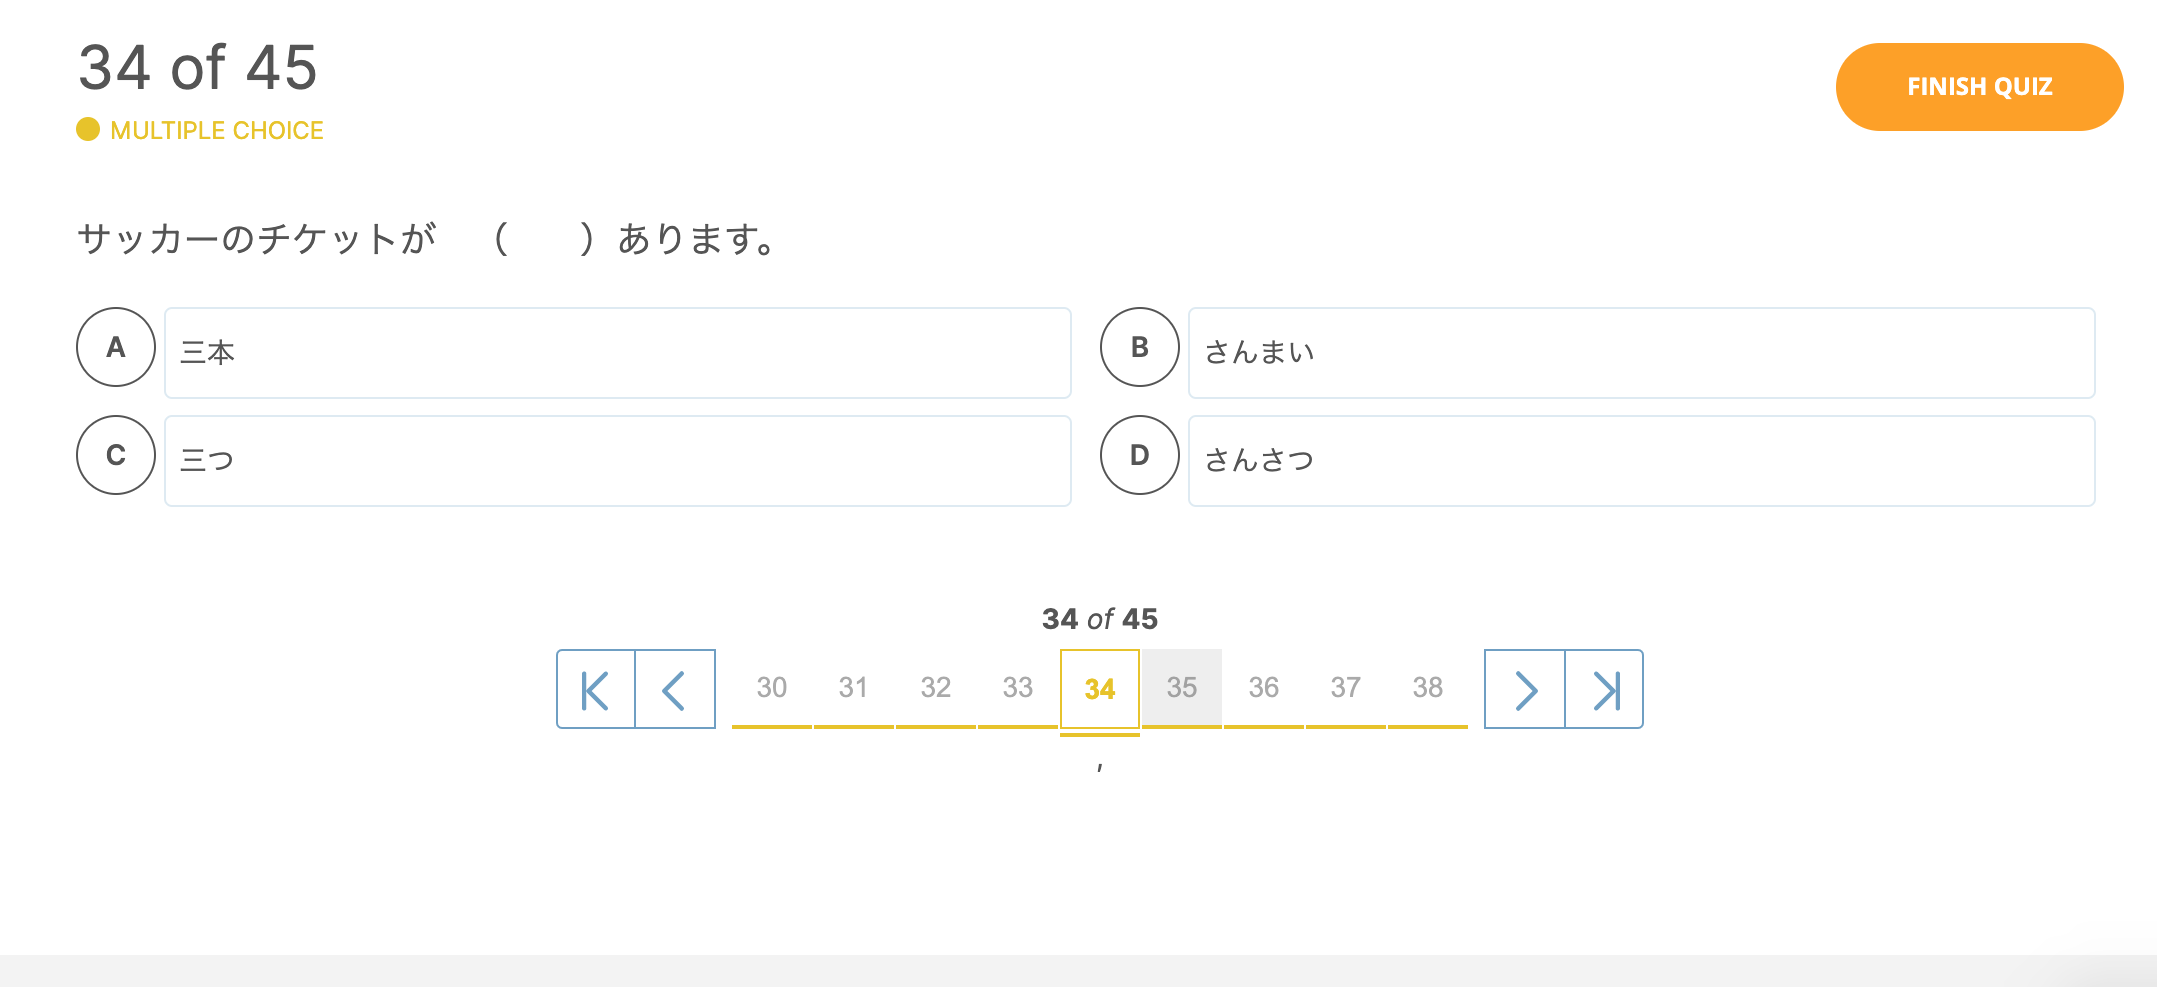 34 of 45
FINISH QUIZ
MULTIPLE CHOICE
サッカーのチケットが　（　　）あります。
A 三本
B さんまい
C 三つ
D さんさつ
34 of 45
30 31 32 33 34 35 36 37 38
,